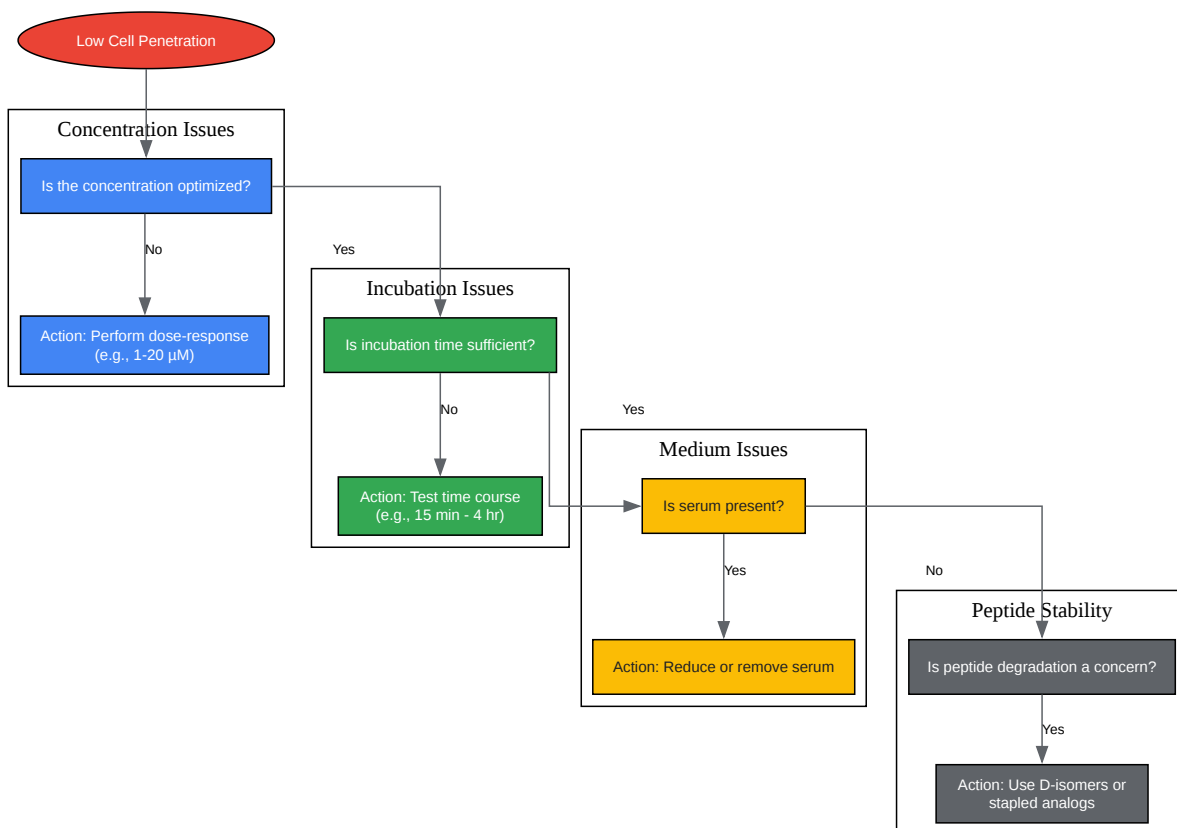 Low Cell Penetration
Concentration Issues
Is the concentration optimized?
No
Yes
Action: Perform dose-response
(e.g., 1-20 µM)
Incubation Issues
Is incubation time sufficient?
No
Yes
Action: Test time course
(e.g., 15 min - 4 hr)
Medium Issues
Is serum present?
Yes
No
Action: Reduce or remove serum
Peptide Stability
Is peptide degradation a concern?
Yes
Action: Use D-isomers or
stapled analogs